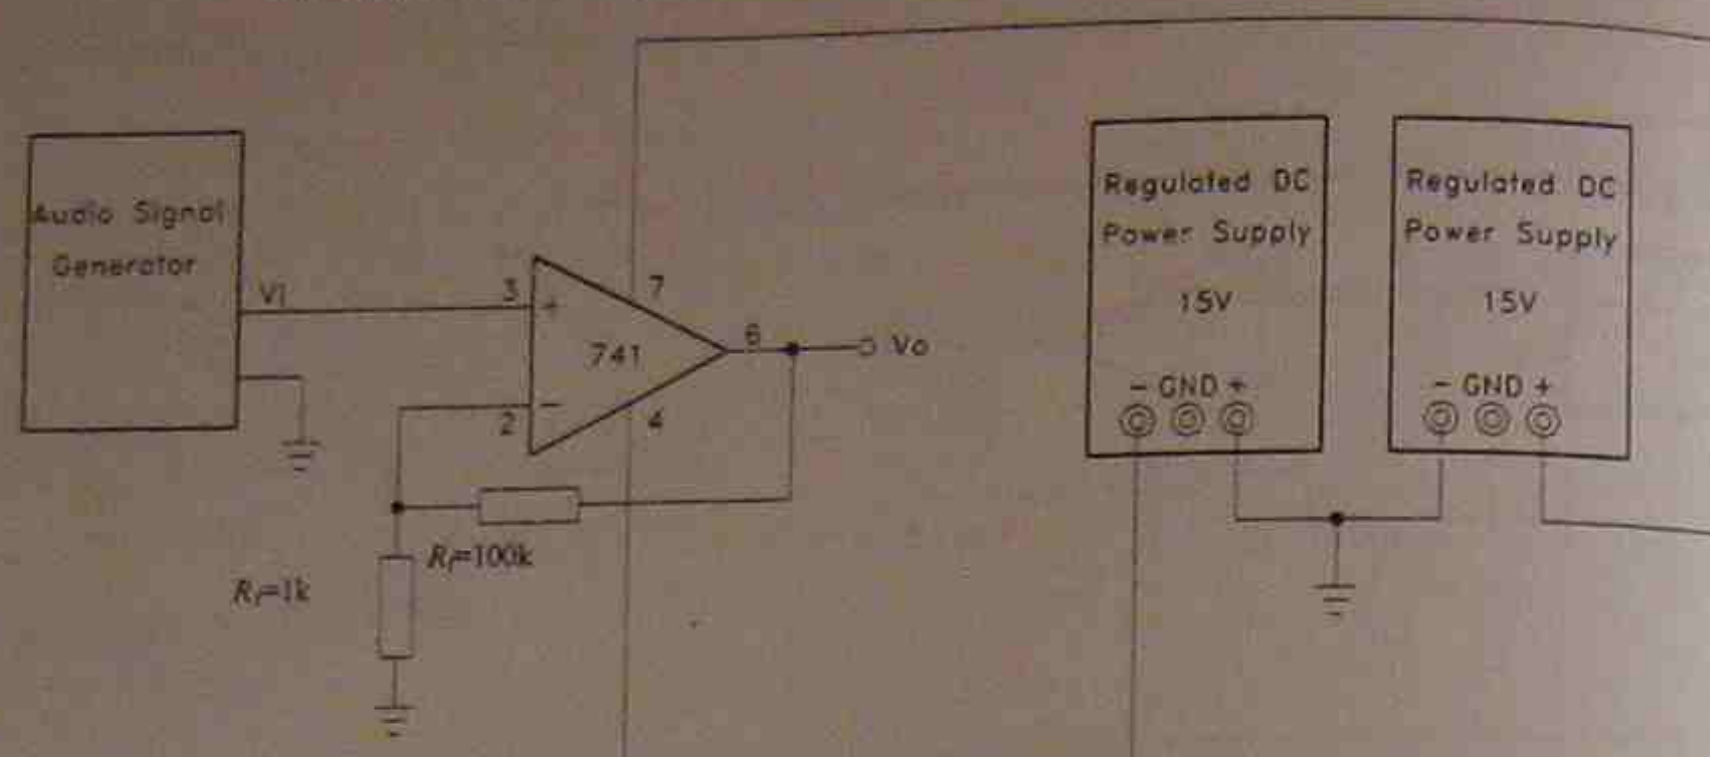 Audio Signal
Generator
Vi
3
+
7
741
6
Vo
2
−
4
Rf=100k
R1=1k
Regulated DC
Power Supply
15V
- GND +
Regulated DC
Power Supply
15V
- GND +